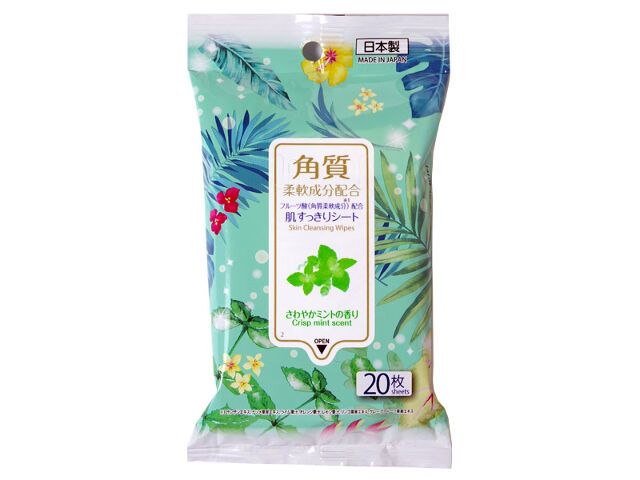 日本製
MADE IN JAPAN
角質
柔軟成分配合
フルーツ酸(角質柔軟成分)※1配合
肌すっきりシート
Skin Cleansing Wipes
さわやかミントの香り
Crisp mint scent
2
OPEN
20枚
sheets